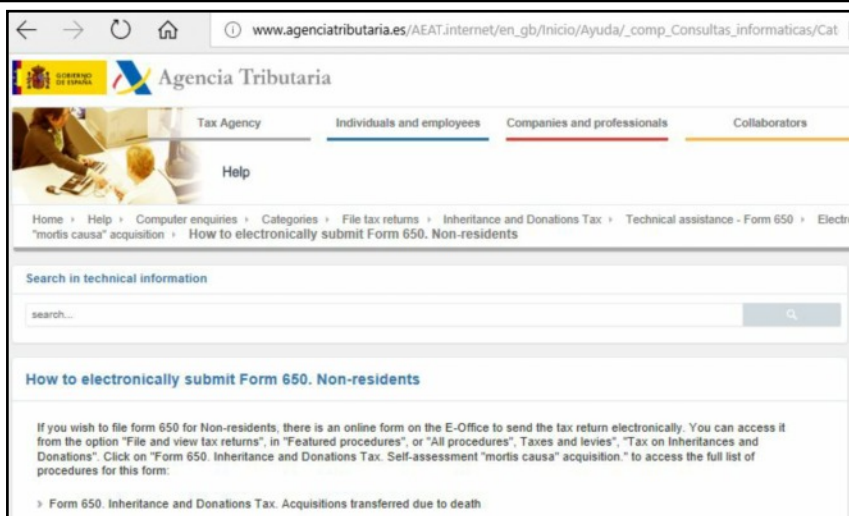 www.agenciatributaria.es/AEAT.internet/en_gb/Inicio/Ayuda/_comp_Consultas_informaticas/Cat
GOBIERNO
DE ESPAÑA
Agencia Tributaria
Tax Agency
Individuals and employees
Companies and professionals
Collaborators
Help
Home › Help › Computer enquiries › Categories › File tax returns › Inheritance and Donations Tax › Technical assistance - Form 650 › Electr
"mortis causa" acquisition › How to electronically submit Form 650. Non-residents
Search in technical information
search...
How to electronically submit Form 650. Non-residents
If you wish to file form 650 for Non-residents, there is an online form on the E-Office to send the tax return electronically. You can access it
from the option "File and view tax returns", in "Featured procedures", or "All procedures", Taxes and levies", "Tax on Inheritances and
Donations". Click on "Form 650. Inheritance and Donations Tax. Self-assessment "mortis causa" acquisition." to access the full list of
procedures for this form:
› Form 650. Inheritance and Donations Tax. Acquisitions transferred due to death